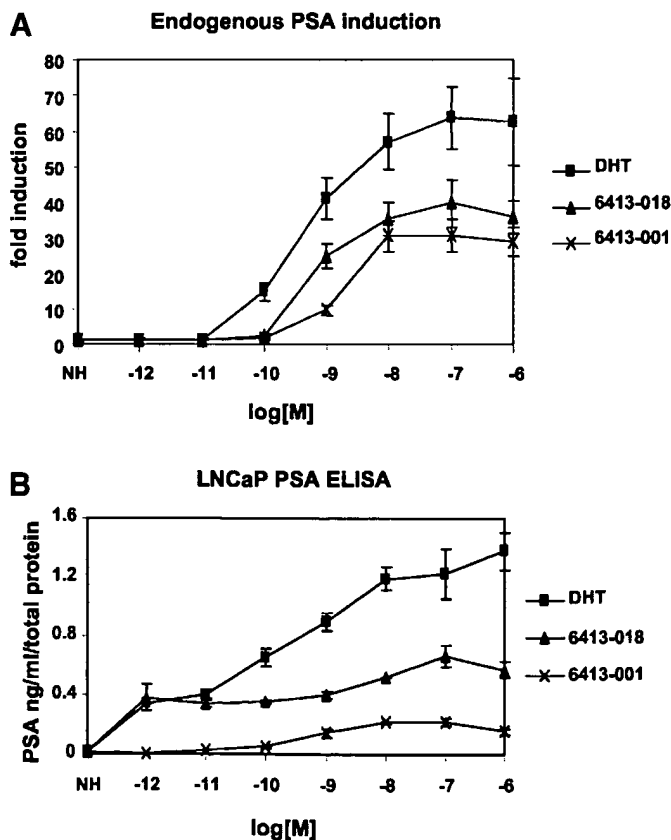 A
Endogenous PSA induction
80
70
60
50
40
30
20
10
0
fold induction
NH -12 -11 -10 -9 -8 -7 -6
log[M]
DHT
6413-018
6413-001
B
LNCaP PSA ELISA
1.6
1.2
0.8
0.4
0
PSA ng/ml/total protein
NH -12 -11 -10 -9 -8 -7 -6
log[M]
DHT
6413-018
6413-001